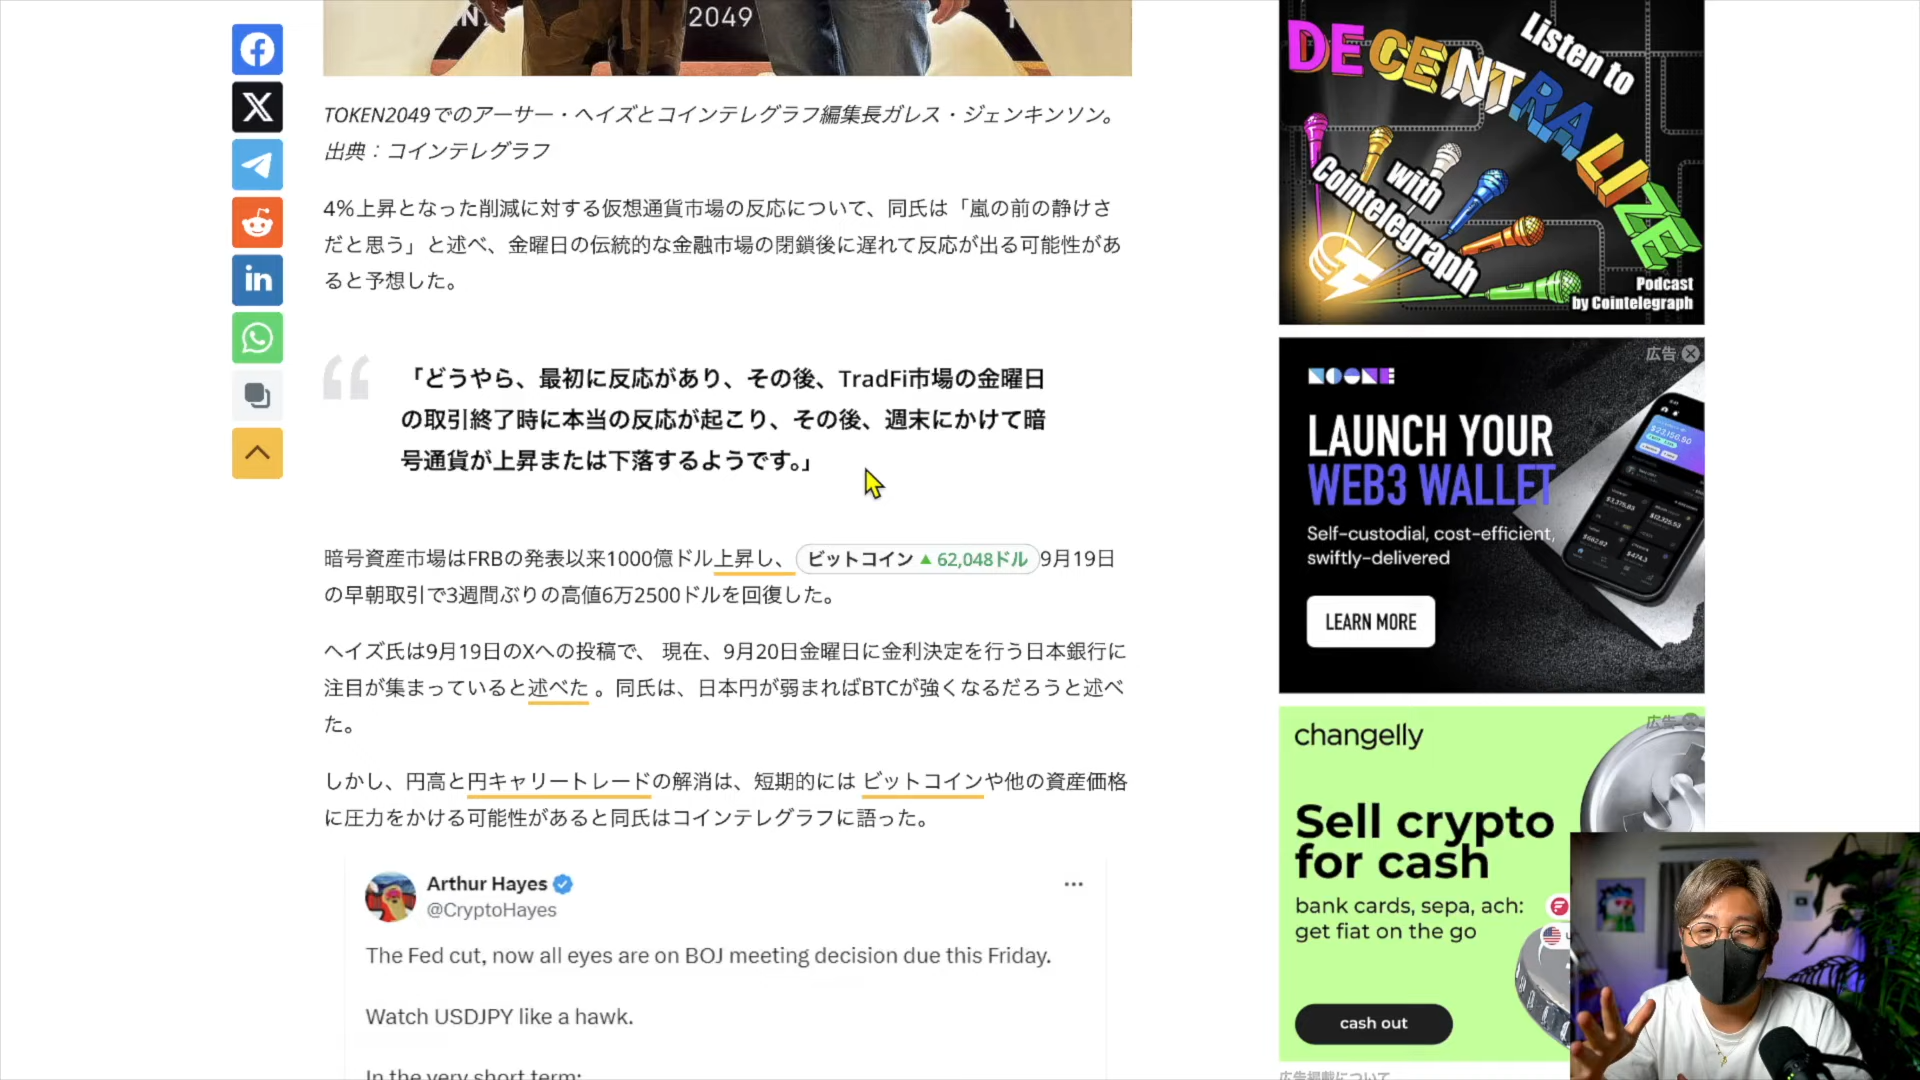 2049
TOKEN2049でのアーサー・ヘイズとコインテレグラフ編集長ガレス・ジェンキンソン。
出典：コインテレグラフ
4%上昇となった削減に対する仮想通貨市場の反応について、同氏は「嵐の前の静けさ
だと思う」と述べ、金曜日の伝統的な金融市場の閉鎖後に遅れて反応が出る可能性があ
ると予想した。
「どうやら、最初に反応があり、その後、TradFi市場の金曜日
の取引終了時に本当の反応が起こり、その後、週末にかけて暗
号通貨が上昇または下落するようです。」
暗号資産市場はFRBの発表以来1000億ドル上昇し、 ビットコイン ▲ 62,048ドル 9月19日
の早朝取引で3週間ぶりの高値6万2500ドルを回復した。
ヘイズ氏は9月19日のXへの投稿で、 現在、9月20日金曜日に金利決定を行う日本銀行に
注目が集まっていると述べた 。同氏は、日本円が弱まればBTCが強くなるだろうと述べ
た。
しかし、円高と円キャリートレードの解消は、短期的には ビットコインや他の資産価格
に圧力をかける可能性があると同氏はコインテレグラフに語った。
Arthur Hayes
@CryptoHayes
The Fed cut, now all eyes are on BOJ meeting decision due this Friday.
Watch USDJPY like a hawk.
In the very short term:
Listen to
DECENTRALIZE
with
Cointelegraph
Podcast
by Cointelegraph
広告
NOONE
LAUNCH YOUR
WEB3 WALLET
Self-custodial, cost-efficient,
swiftly-delivered
LEARN MORE
広告
changelly
Sell crypto
for cash
bank cards, sepa, ach:
get fiat on the go
cash out
広告掲載について